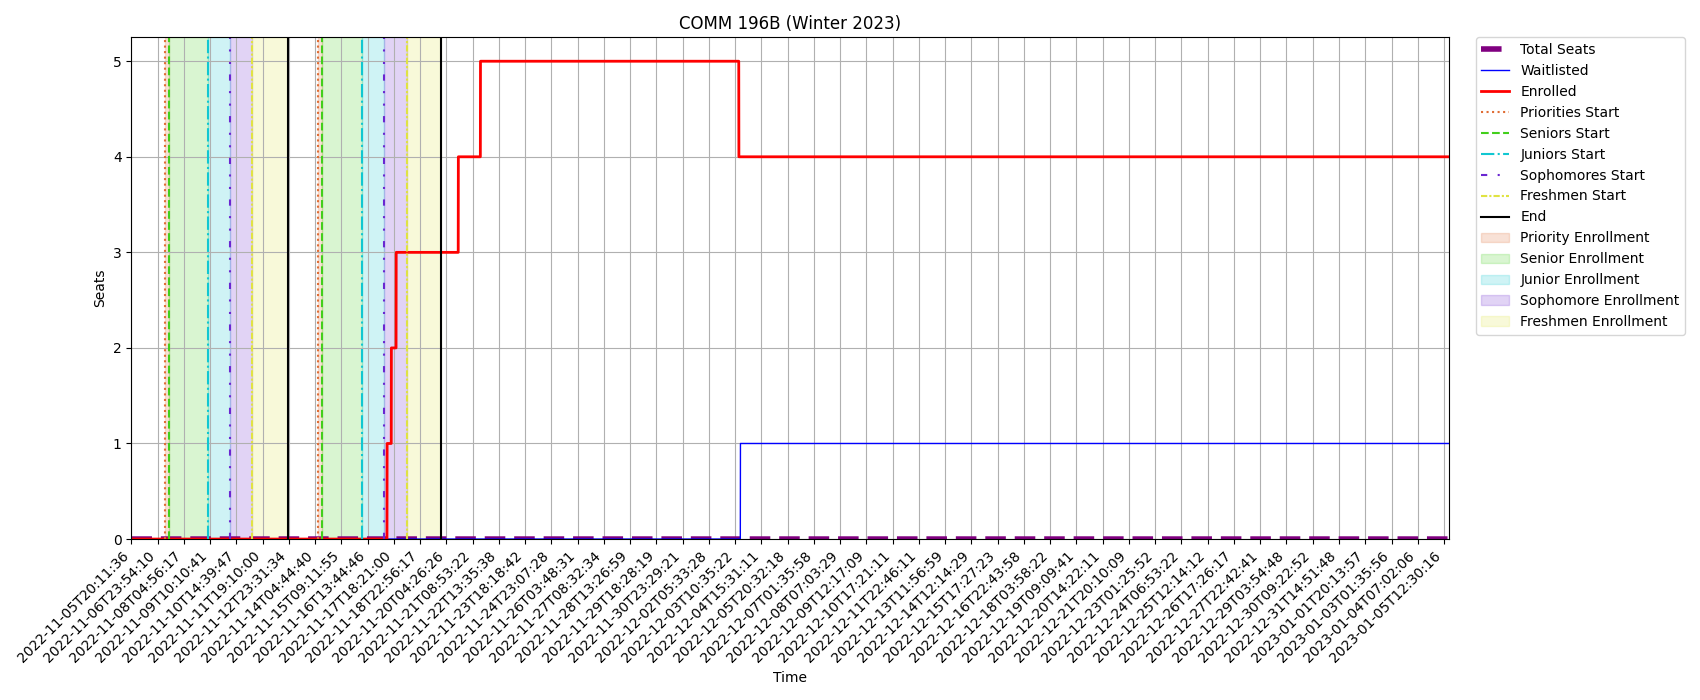 COMM 196B (Winter 2023)
Seats
5
4
3
2
1
0
2022-11-05T20:11:36
2022-11-06T23:54:10
2022-11-08T04:56:17
2022-11-09T10:10:41
2022-11-10T14:39:47
2022-11-11T19:10:00
2022-11-12T23:31:34
2022-11-14T04:44:40
2022-11-15T09:11:55
2022-11-16T13:44:46
2022-11-17T18:21:00
2022-11-18T22:56:17
2022-11-20T04:26:26
2022-11-21T08:53:22
2022-11-22T13:35:38
2022-11-23T18:18:42
2022-11-24T23:07:28
2022-11-26T03:48:31
2022-11-27T08:32:34
2022-11-28T13:26:59
2022-11-29T18:28:19
2022-11-30T23:29:21
2022-12-02T05:33:28
2022-12-03T10:35:22
2022-12-04T15:31:11
2022-12-05T20:32:18
2022-12-07T01:35:58
2022-12-08T07:03:29
2022-12-09T12:17:09
2022-12-10T17:21:11
2022-12-11T22:46:11
2022-12-13T11:56:59
2022-12-14T12:14:29
2022-12-15T17:27:23
2022-12-16T22:43:58
2022-12-18T03:58:22
2022-12-19T09:09:41
2022-12-20T14:22:11
2022-12-21T20:10:09
2022-12-23T01:25:52
2022-12-24T06:53:22
2022-12-25T12:14:12
2022-12-26T17:26:17
2022-12-27T22:42:41
2022-12-29T03:54:48
2022-12-30T09:22:52
2022-12-31T14:51:48
2023-01-01T20:13:57
2023-01-03T01:35:56
2023-01-04T07:02:06
2023-01-05T12:30:16
Time
Total Seats
Waitlisted
Enrolled
Priorities Start
Seniors Start
Juniors Start
Sophomores Start
Freshmen Start
End
Priority Enrollment
Senior Enrollment
Junior Enrollment
Sophomore Enrollment
Freshmen Enrollment